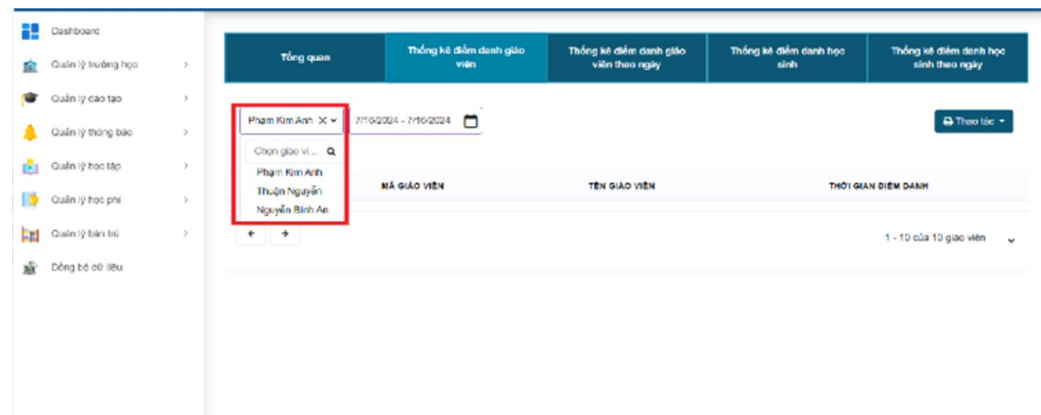 Dashboard
Quản lý trường học
Quản lý đào tạo
Quản lý thông báo
Quản lý học tập
Quản lý học phí
Quản lý bán trú
Đồng bộ dữ liệu
Tổng quan
Thống kê điểm danh giáo
viên
Thống kê điểm danh giáo
viên theo ngày
Thống kê điểm danh học
sinh
Thống kê điểm danh học
sinh theo ngày
Phạm Kim Anh
7/16/2024 - 7/16/2024
Thao tác
Chọn giáo vi...
Phạm Kim Anh
Thuận Nguyễn
Nguyễn Bình An
MÃ GIÁO VIÊN
TÊN GIÁO VIÊN
THỜI GIAN ĐIỂM DANH
1 - 10 của 10 giáo viên